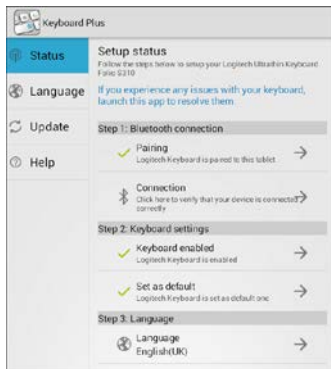 Keyboard Plus
Status
Language
Update
Help
Setup status
Follow the steps below to setup your Logitech Ultrathin Keyboard
Folio S310
If you experience any issues with your keyboard,
launch this app to resolve them
Step 1: Bluetooth connection
Pairing
Logitech Keyboard is paired to this tablet
Connection
Click here to verify that your device is connected
correctly
Step 2: Keyboard settings
Keyboard enabled
Logitech Keyboard is enabled
Set as default
Logitech Keyboard is set as default one
Step 3: Language
Language
English(UK)